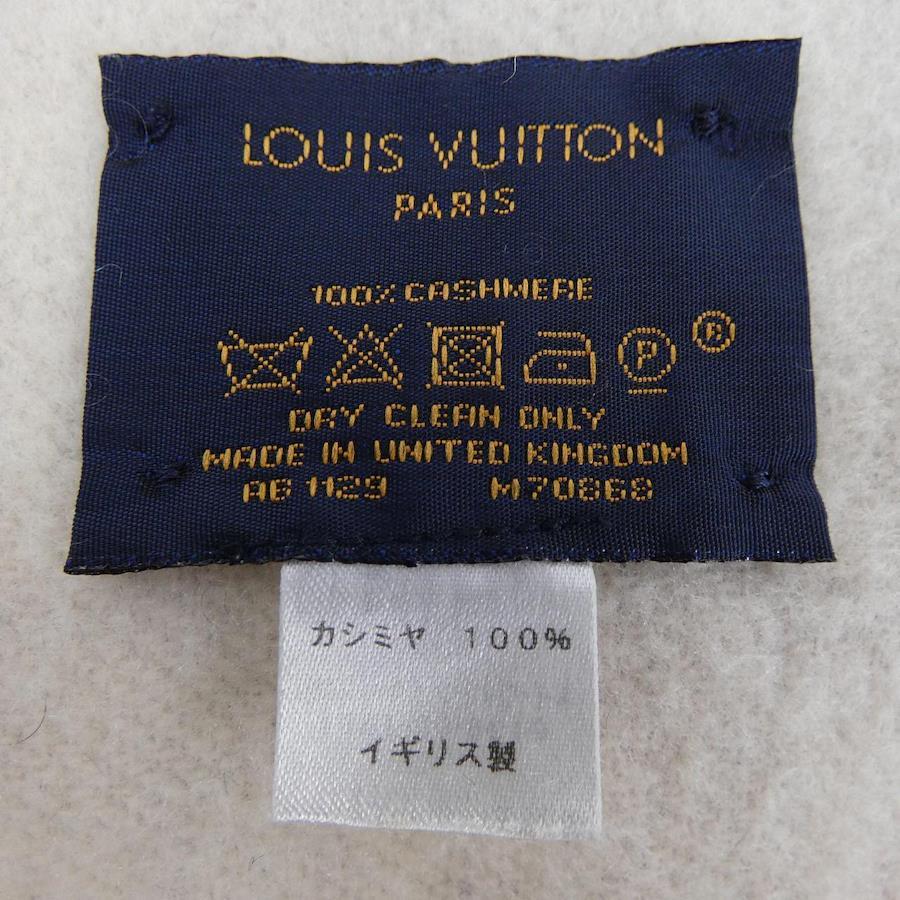 LOUIS VUITTON
PARIS
100% CASHMERE
P ®
DRY CLEAN ONLY
MADE IN UNITED KINGDOM
AB 1129 M70868
カシミヤ 100%
イギリス製